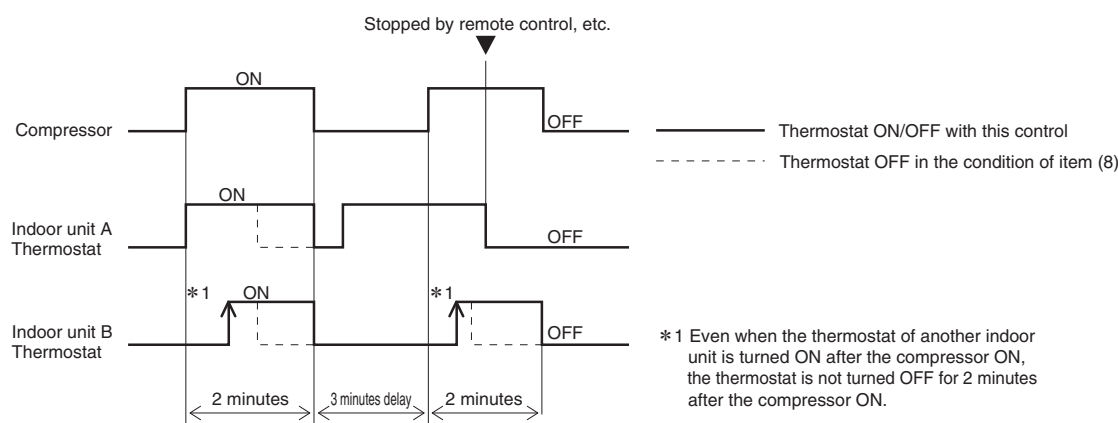 Stopped by remote control, etc.
ON
Compressor
OFF
Thermostat ON/OFF with this control
Thermostat OFF in the condition of item (8)
ON
Indoor unit A
Thermostat
OFF
*1
ON
*1
Indoor unit B
Thermostat
OFF
*1 Even when the thermostat of another indoor
unit is turned ON after the compressor ON,
the thermostat is not turned OFF for 2 minutes
after the compressor ON.
2 minutes
3 minutes delay
2 minutes